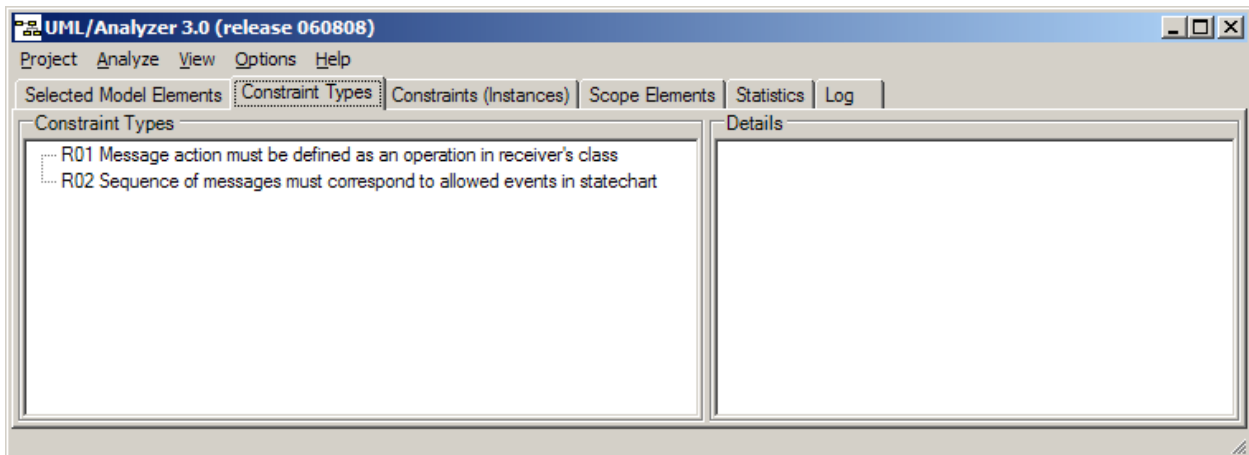 UML/Analyzer 3.0 (release 060808)
Project Analyze View Options Help
Selected Model Elements Constraint Types Constraints (Instances) Scope Elements Statistics Log
Constraint Types Details
R01 Message action must be defined as an operation in receiver's class
R02 Sequence of messages must correspond to allowed events in statechart